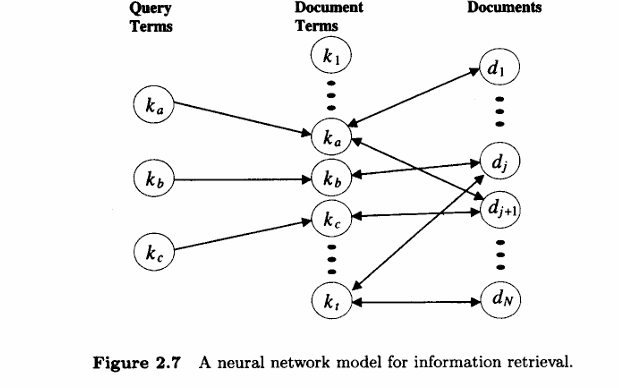 Query Terms
Document Terms
Documents
k1
ka
kb
kc
ka
kb
kc
kt
d1
dj
dj+1
dN
Figure 2.7 A neural network model for information retrieval.